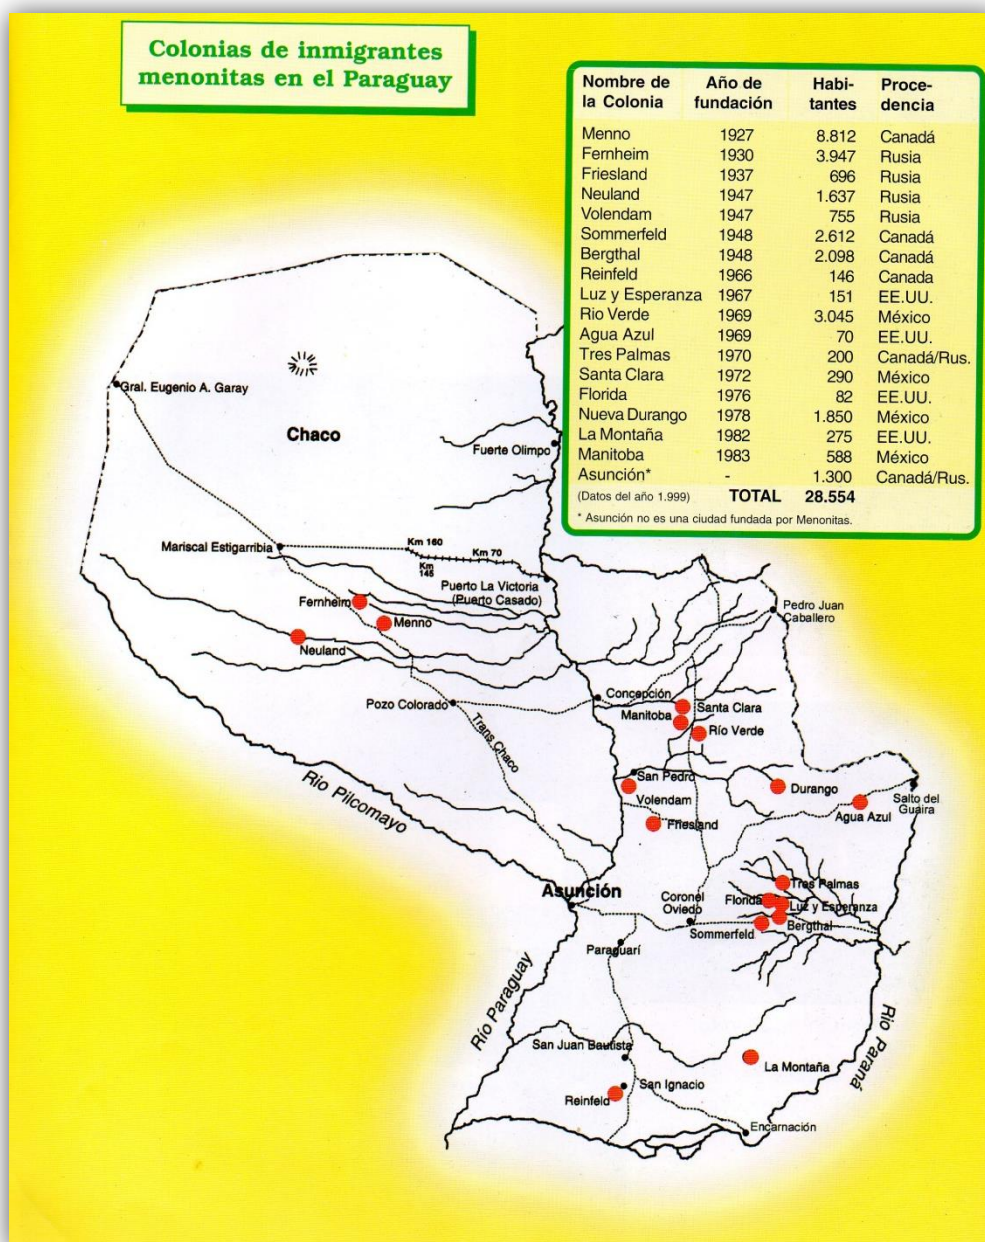 Colonias de inmigrantes
menonitas en el Paraguay
Nombre de la Colonia Año de fundación Habi- tantes Proce- dencia
Menno 1927 8.812 Canadá
Fernheim 1930 3.947 Rusia
Friesland 1937 696 Rusia
Neuland 1947 1.637 Rusia
Volendam 1947 755 Rusia
Sommerfeld 1948 2.612 Canadá
Bergthal 1948 2.098 Canadá
Reinfeld 1966 146 Canada
Luz y Esperanza 1967 151 EE.UU.
Rio Verde 1969 3.045 México
Agua Azul 1969 70 EE.UU.
Tres Palmas 1970 200 Canadá/Rus.
Santa Clara 1972 290 México
Florida 1976 82 EE.UU.
Nueva Durango 1978 1.850 México
La Montaña 1982 275 EE.UU.
Manitoba 1983 588 México
Asunción* - 1.300 Canadá/Rus.
(Datos del año 1.999) TOTAL 28.554
* Asunción no es una ciudad fundada por Menonitas.
Gral. Eugenio A. Garay
Chaco
Fuerte Olimpo
Mariscal Estigarribia
Km 160
Km 70
Km
145
Puerto La Victoria
(Puerto Casado)
Fernheim
Menno
Neuland
Pedro Juan
Caballero
Pozo Colorado
Concepción
Santa Clara
Manitoba
Río Verde
Trans Chaco
Río Pilcomayo
San Pedro
Volendam
Friesland
Durango
Agua Azul
Salto del
Guaira
Asunción
Coronel
Oviedo
Tres Palmas
Florida
Luz y Esperanza
Bergthal
Sommerfeld
Paraguarí
Río Paraguay
Río Paraná
San Juan Bautista
La Montaña
San Ignacio
Reinfeld
Encarnación